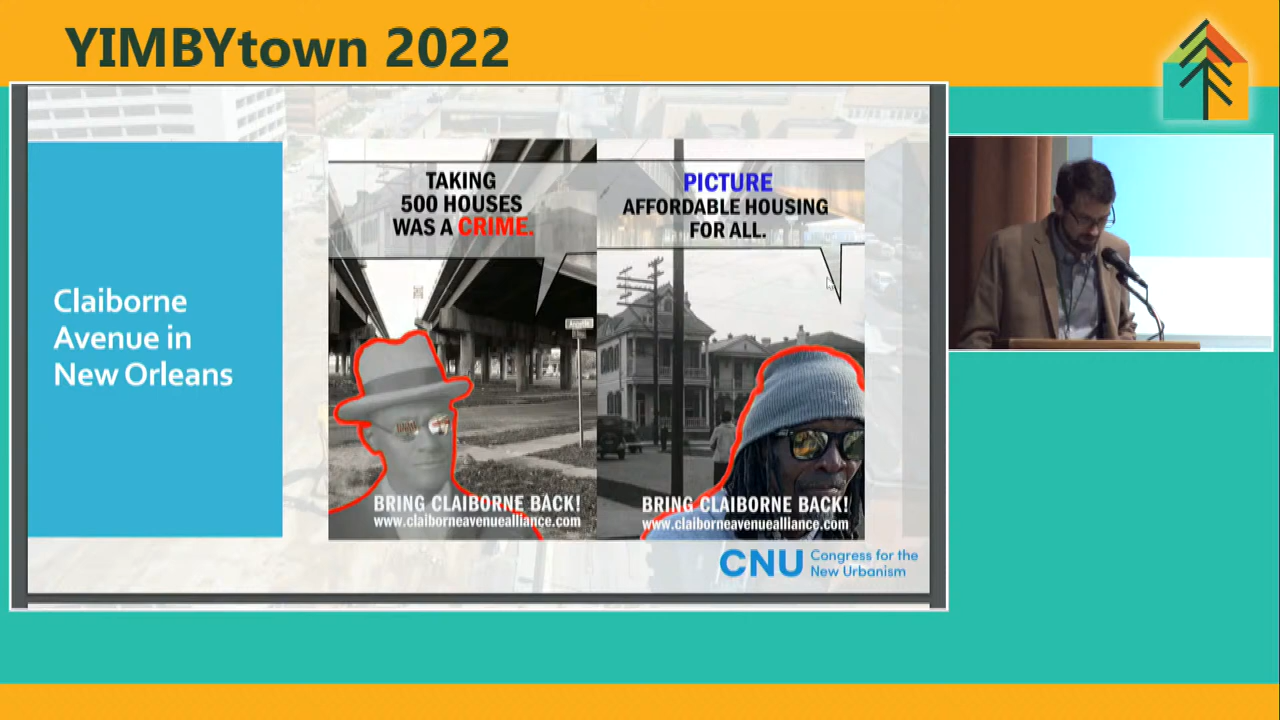 YIMBYtown 2022
Claiborne
Avenue in
New Orleans
TAKING
500 HOUSES
WAS A CRIME.
BRING CLAIBORNE BACK!
www.claiborneavenuealliance.com
PICTURE
AFFORDABLE HOUSING
FOR ALL.
BRING CLAIBORNE BACK!
www.claiborneavenuealliance.com
CNU Congress for the
New Urbanism